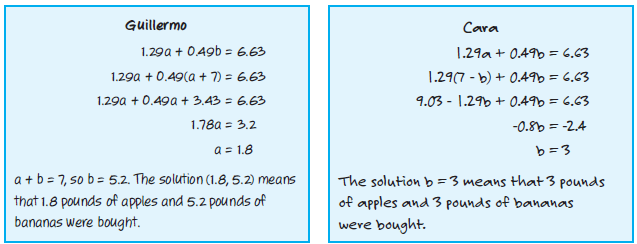 Guillermo
1.29a + 0.49b = 6.63
1.29a + 0.49(a + 7) = 6.63
1.29a + 0.49a + 3.43 = 6.63
1.78a = 3.2
a = 1.8
a + b = 7, so b = 5.2. The solution (1.8, 5.2) means
that 1.8 pounds of apples and 5.2 pounds of
bananas were bought.
Cara
1.29a + 0.49b = 6.63
1.29(7 - b) + 0.49b = 6.63
9.03 - 1.29b + 0.49b = 6.63
-0.8b = -2.4
b = 3
The solution b = 3 means that 3 pounds
of apples and 3 pounds of bananas
were bought.